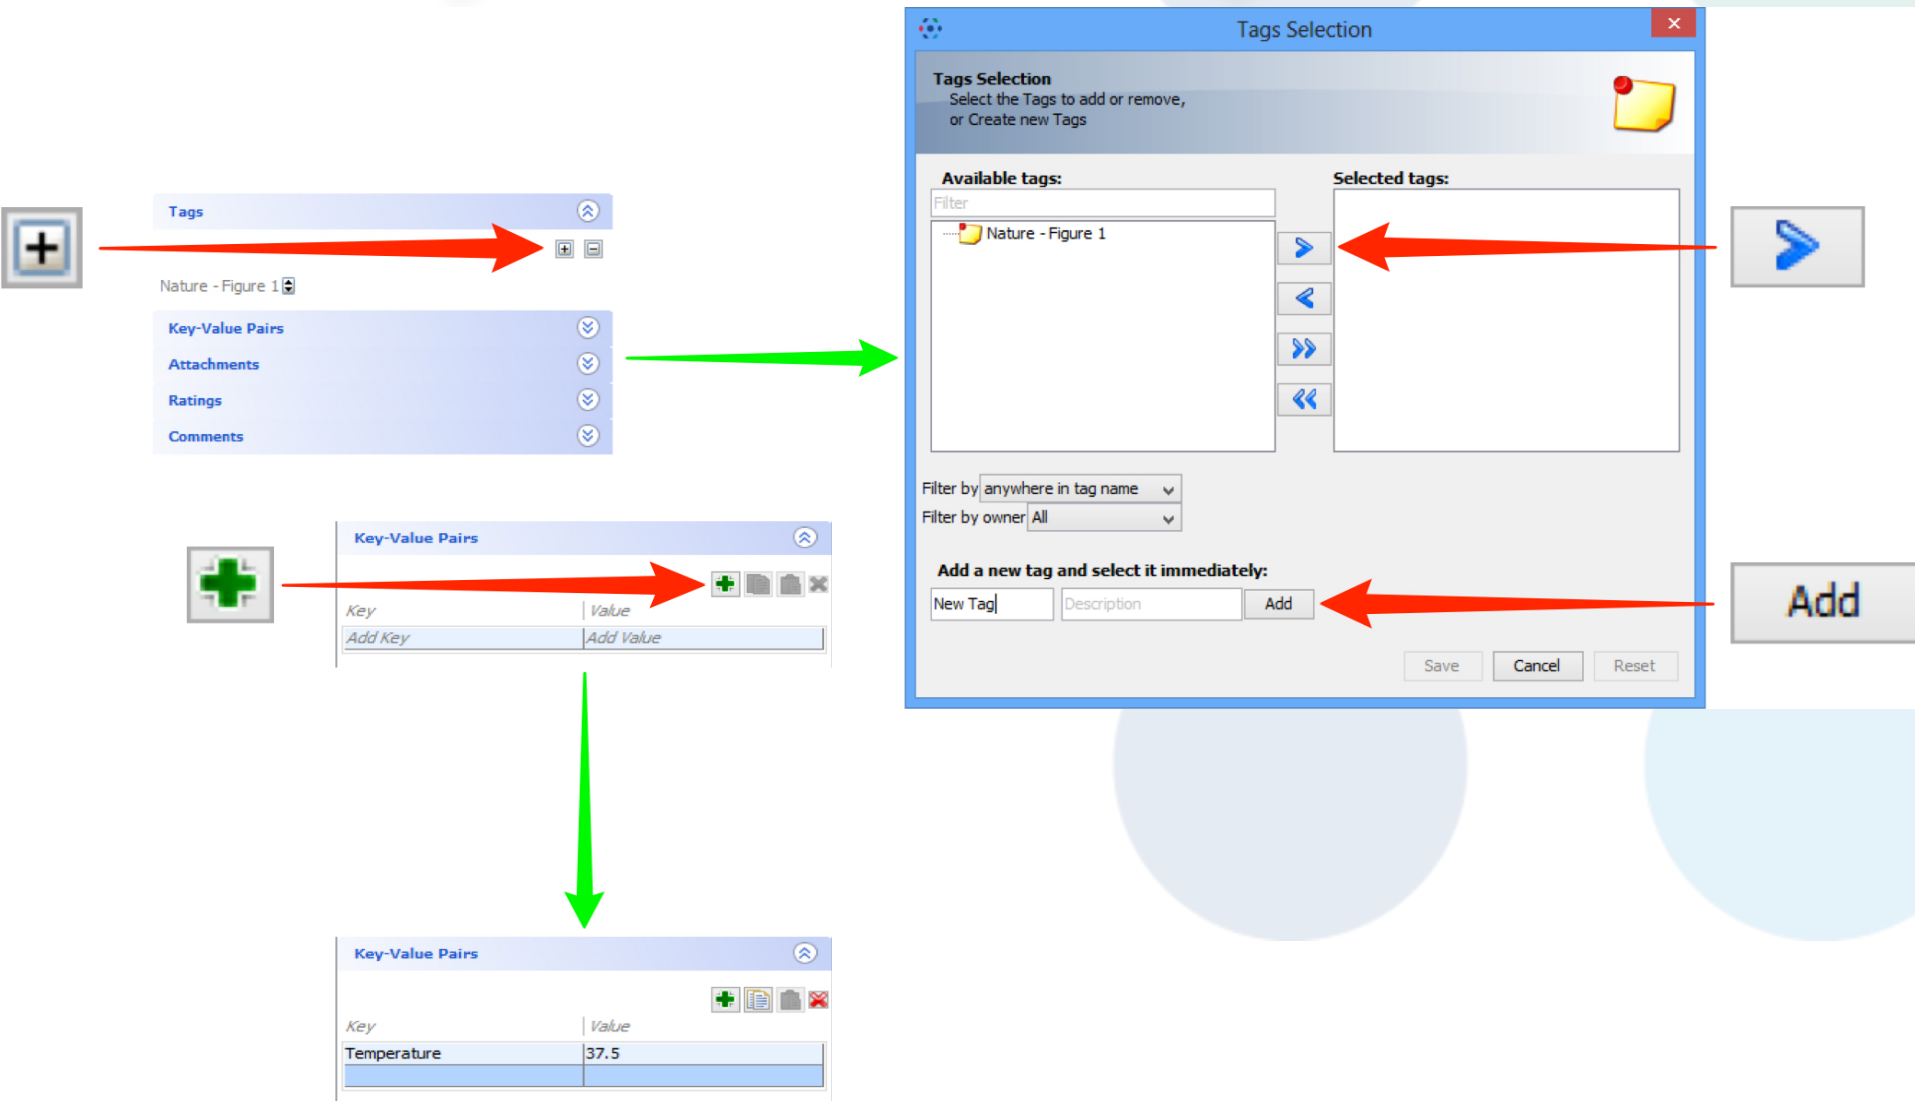 Tags
Nature - Figure 1
Key-Value Pairs
Attachments
Ratings
Comments
Tags Selection
Tags Selection
Select the Tags to add or remove,
or Create new Tags
Available tags:
Selected tags:
Filter
Nature - Figure 1
Filter by anywhere in tag name
Filter by owner All
Add a new tag and select it immediately:
New Tag Description Add
Save Cancel Reset
Add
Key-Value Pairs
Key Value
Add Key Add Value
Key-Value Pairs
Key Value
Temperature 37.5